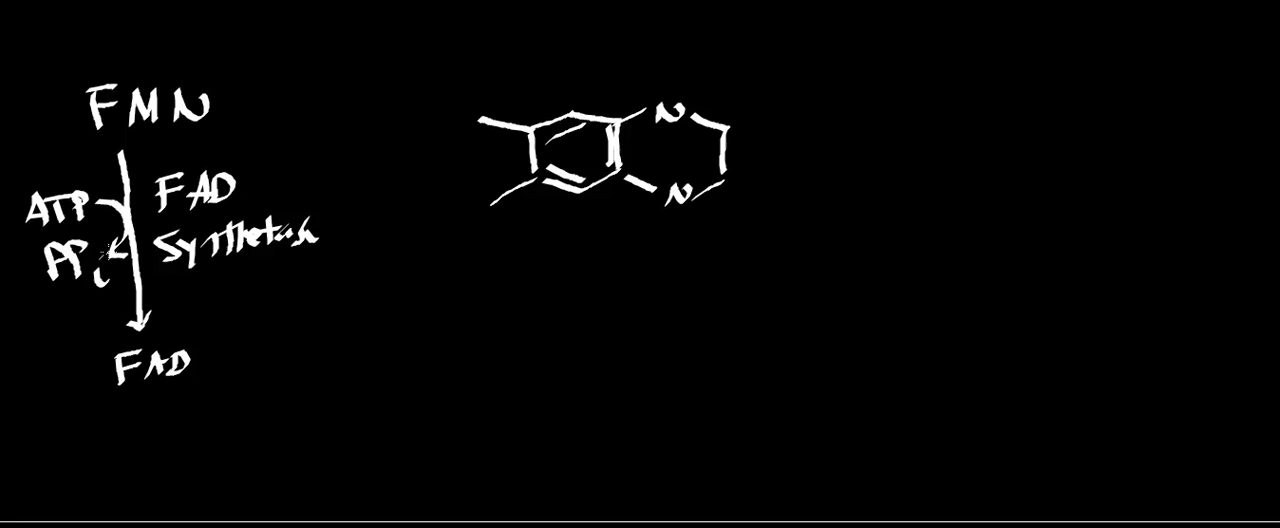 FMN
ATP
FAD
PPi
Synthetase
FAD
N
N